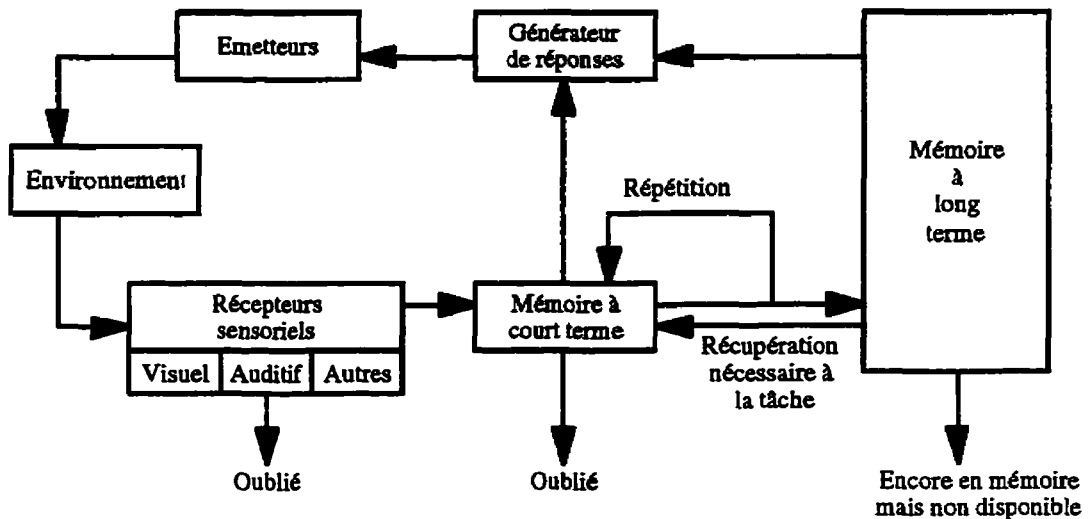 Emetteurs
Générateur
de réponses
Mémoire
à
long
terme
Environnement
Répétition
Récepteurs
sensoriels
Visuel
Auditif
Autres
Mémoire à
court terme
Récupération
nécessaire à
la tâche
Oublié
Oublié
Encore en mémoire
mais non disponible